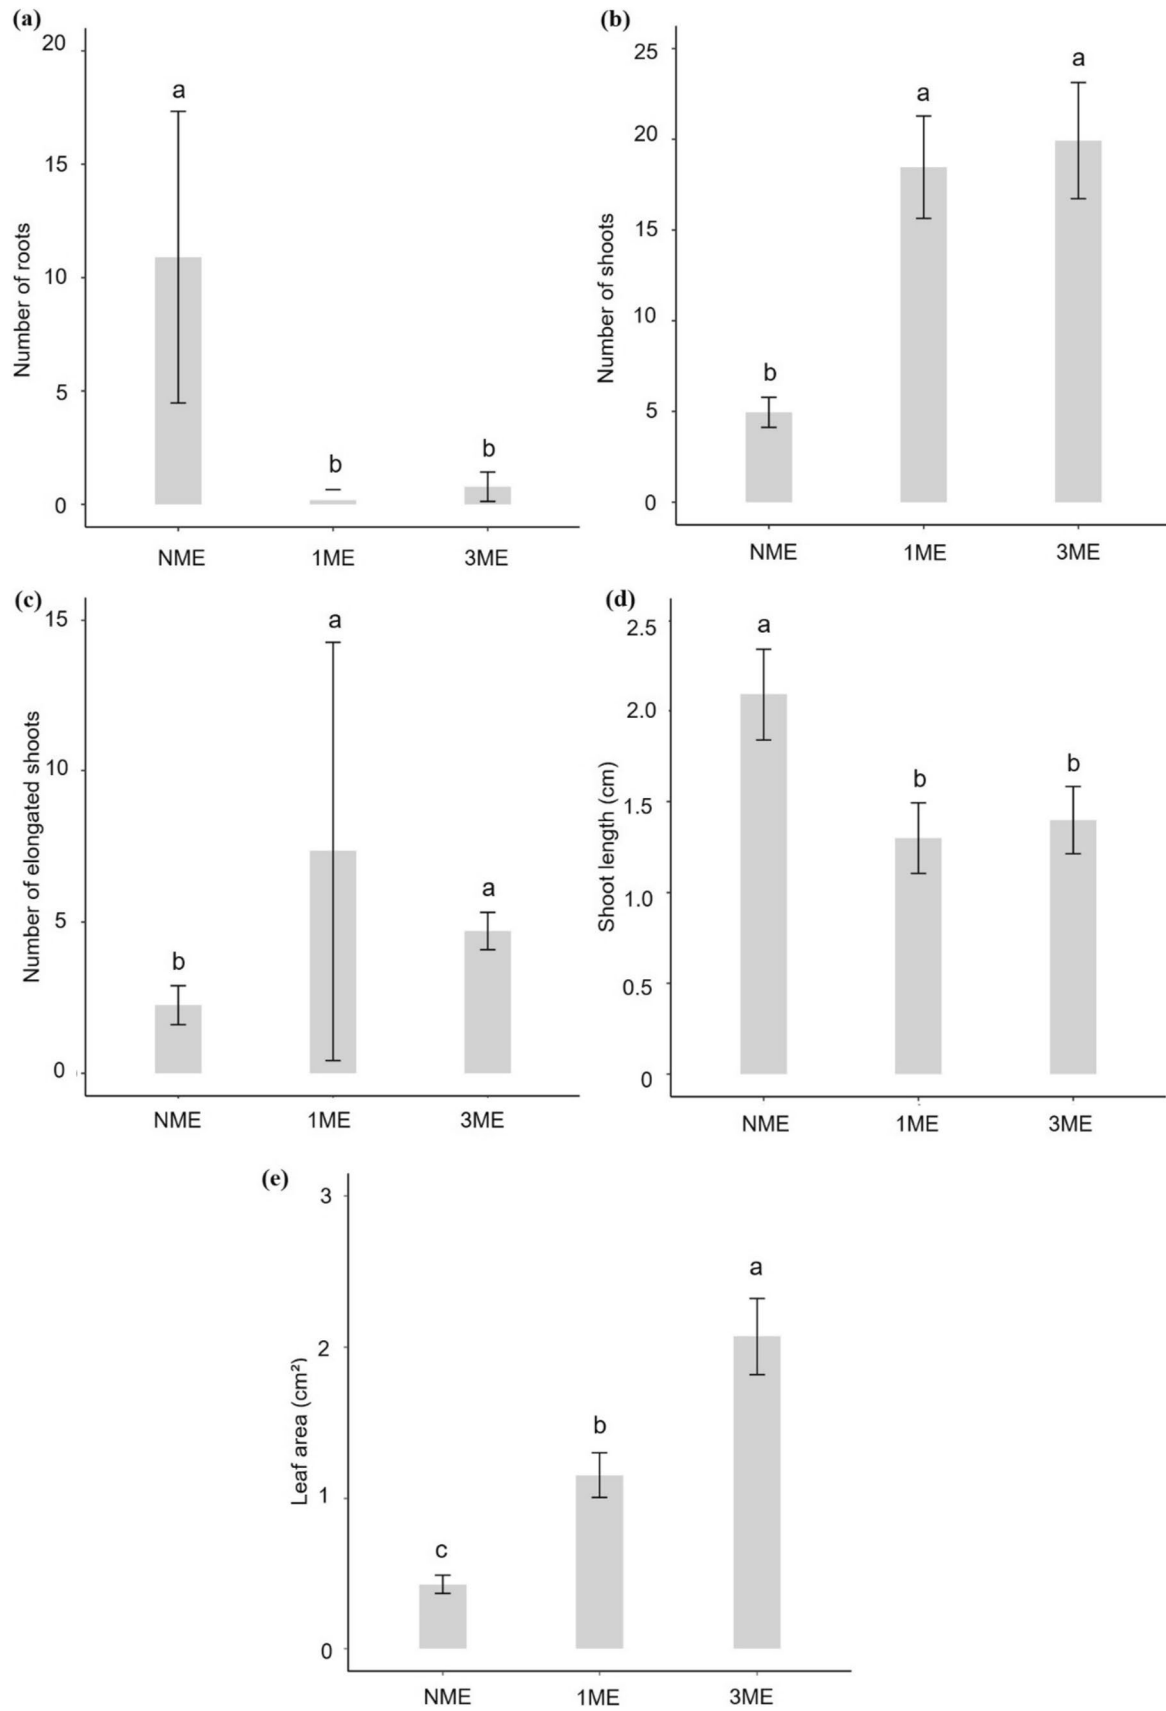 (a)
20
15
10
5
0
Number of roots
a
b
b
NME 1ME 3ME
(b)
25
20
15
10
5
0
Number of shoots
b
a
a
NME 1ME 3ME
(c)
15
10
5
0
Number of elongated shoots
b
a
a
NME 1ME 3ME
(d)
2.5
2.0
1.5
1.0
0.5
0
Shoot length (cm)
a
b
b
NME 1ME 3ME
(e)
3
2
1
0
Leaf area (cm²)
c
b
a
NME 1ME 3ME